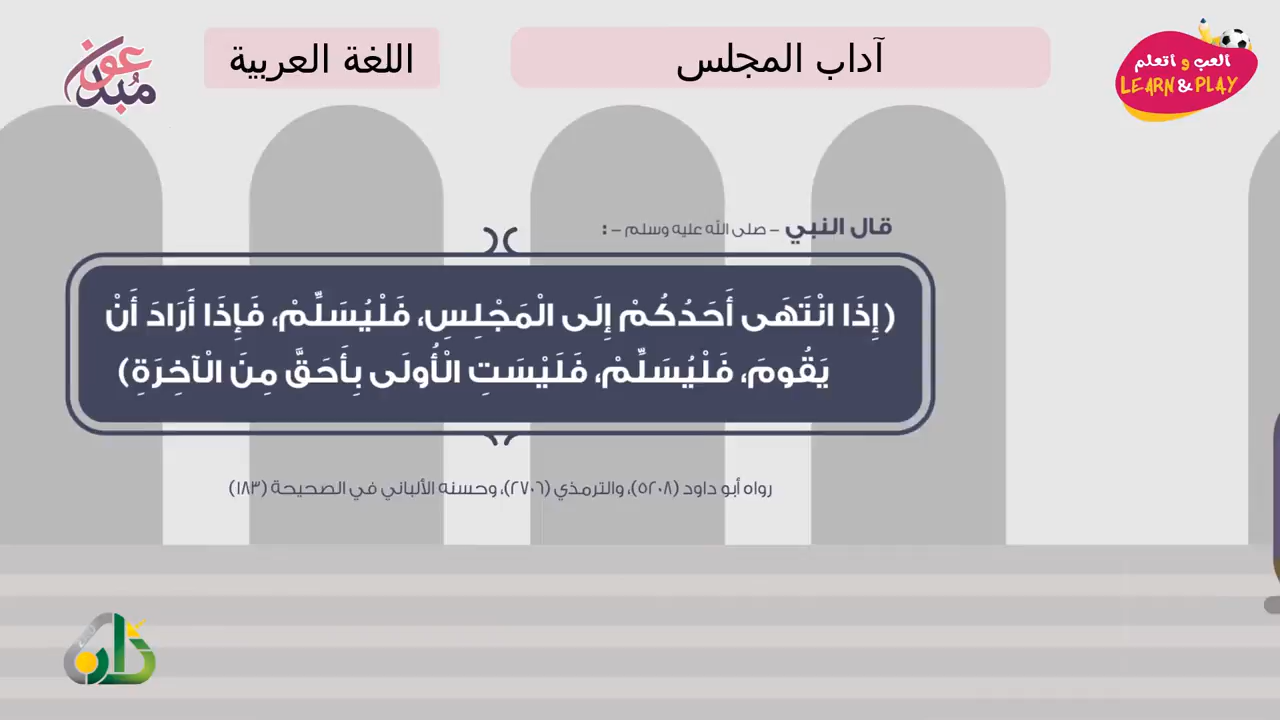 العب و اتعلم
LEARN & PLAY
آداب المجلس
اللغة العربية
مُبدعون
قال النبي - صلى الله عليه وسلم - :
(إِذَا انْتَهَى أَحَدُكُمْ إِلَى الْمَجْلِسِ، فَلْيُسَلِّمْ، فَإِذَا أَرَادَ أَنْ
يَقُومَ، فَلْيُسَلِّمْ، فَلَيْسَتِ الْأُولَى بِأَحَقَّ مِنَ الْآخِرَةِ)
رواه أبو داود (٥٢٠٨)، والترمذي (٢٧٠٦)، وحسنه الألباني في الصحيحة (١٨٣)